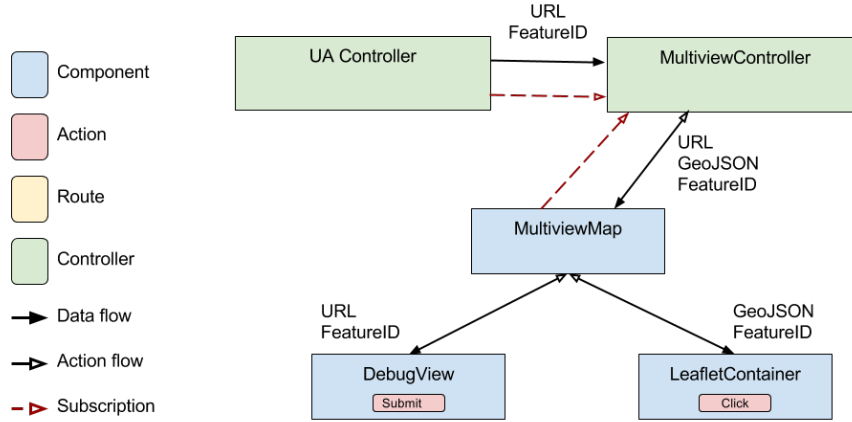 Component
Action
Route
Controller
Data flow
Action flow
Subscription
URL
FeatureID
UA Controller
MultiviewController
URL
GeoJSON
FeatureID
MultiviewMap
URL
FeatureID
GeoJSON
FeatureID
DebugView
Submit
LeafletContainer
Click